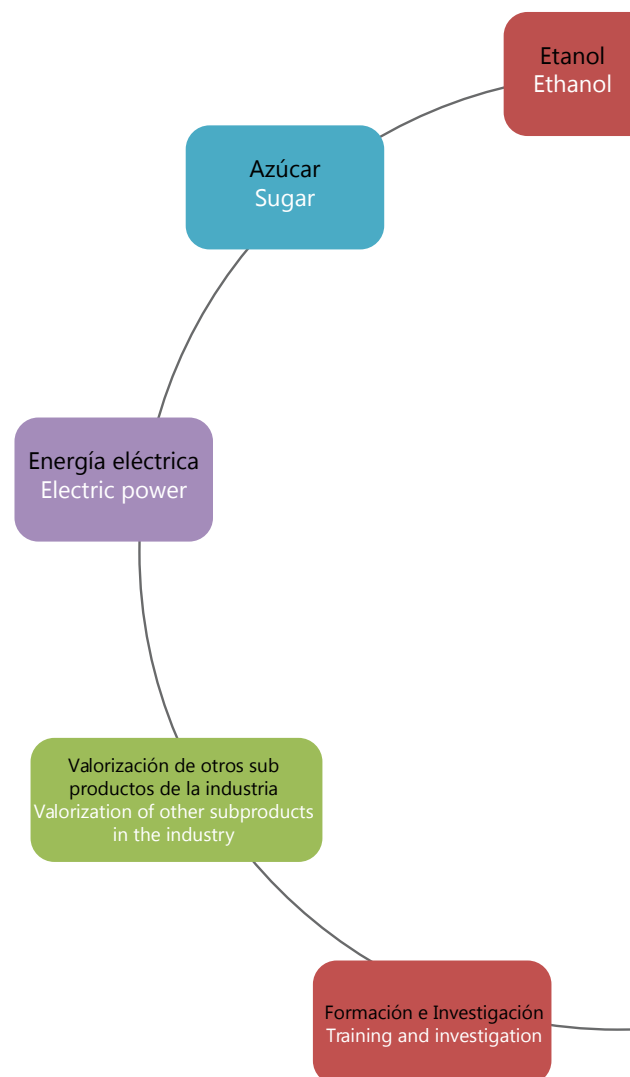 Etanol
Ethanol
Azúcar
Sugar
Energía eléctrica
Electric power
Valorización de otros sub
productos de la industria
Valorization of other subproducts
in the industry
Formación e Investigación
Training and investigation